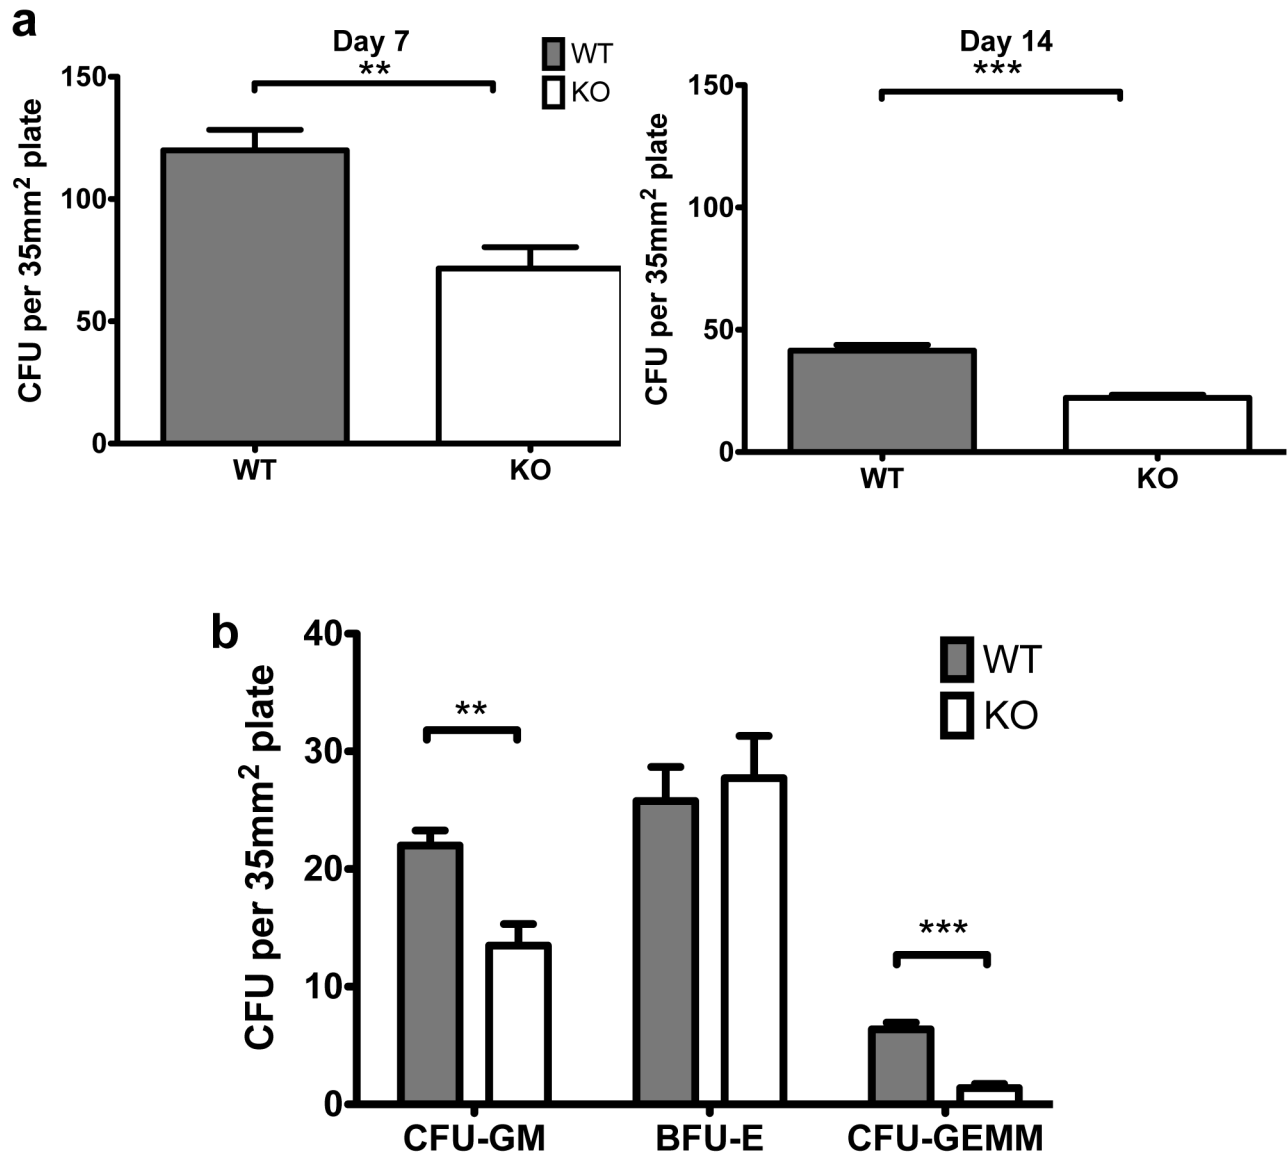 a
Day 7
**
WT
KO
150
100
50
0
CFU per 35mm² plate
WT
KO
Day 14
***
150
100
50
0
CFU per 35mm² plate
WT
KO
b
40
30
20
10
0
CFU per 35mm² plate
WT
KO
**
***
CFU-GM
BFU-E
CFU-GEMM